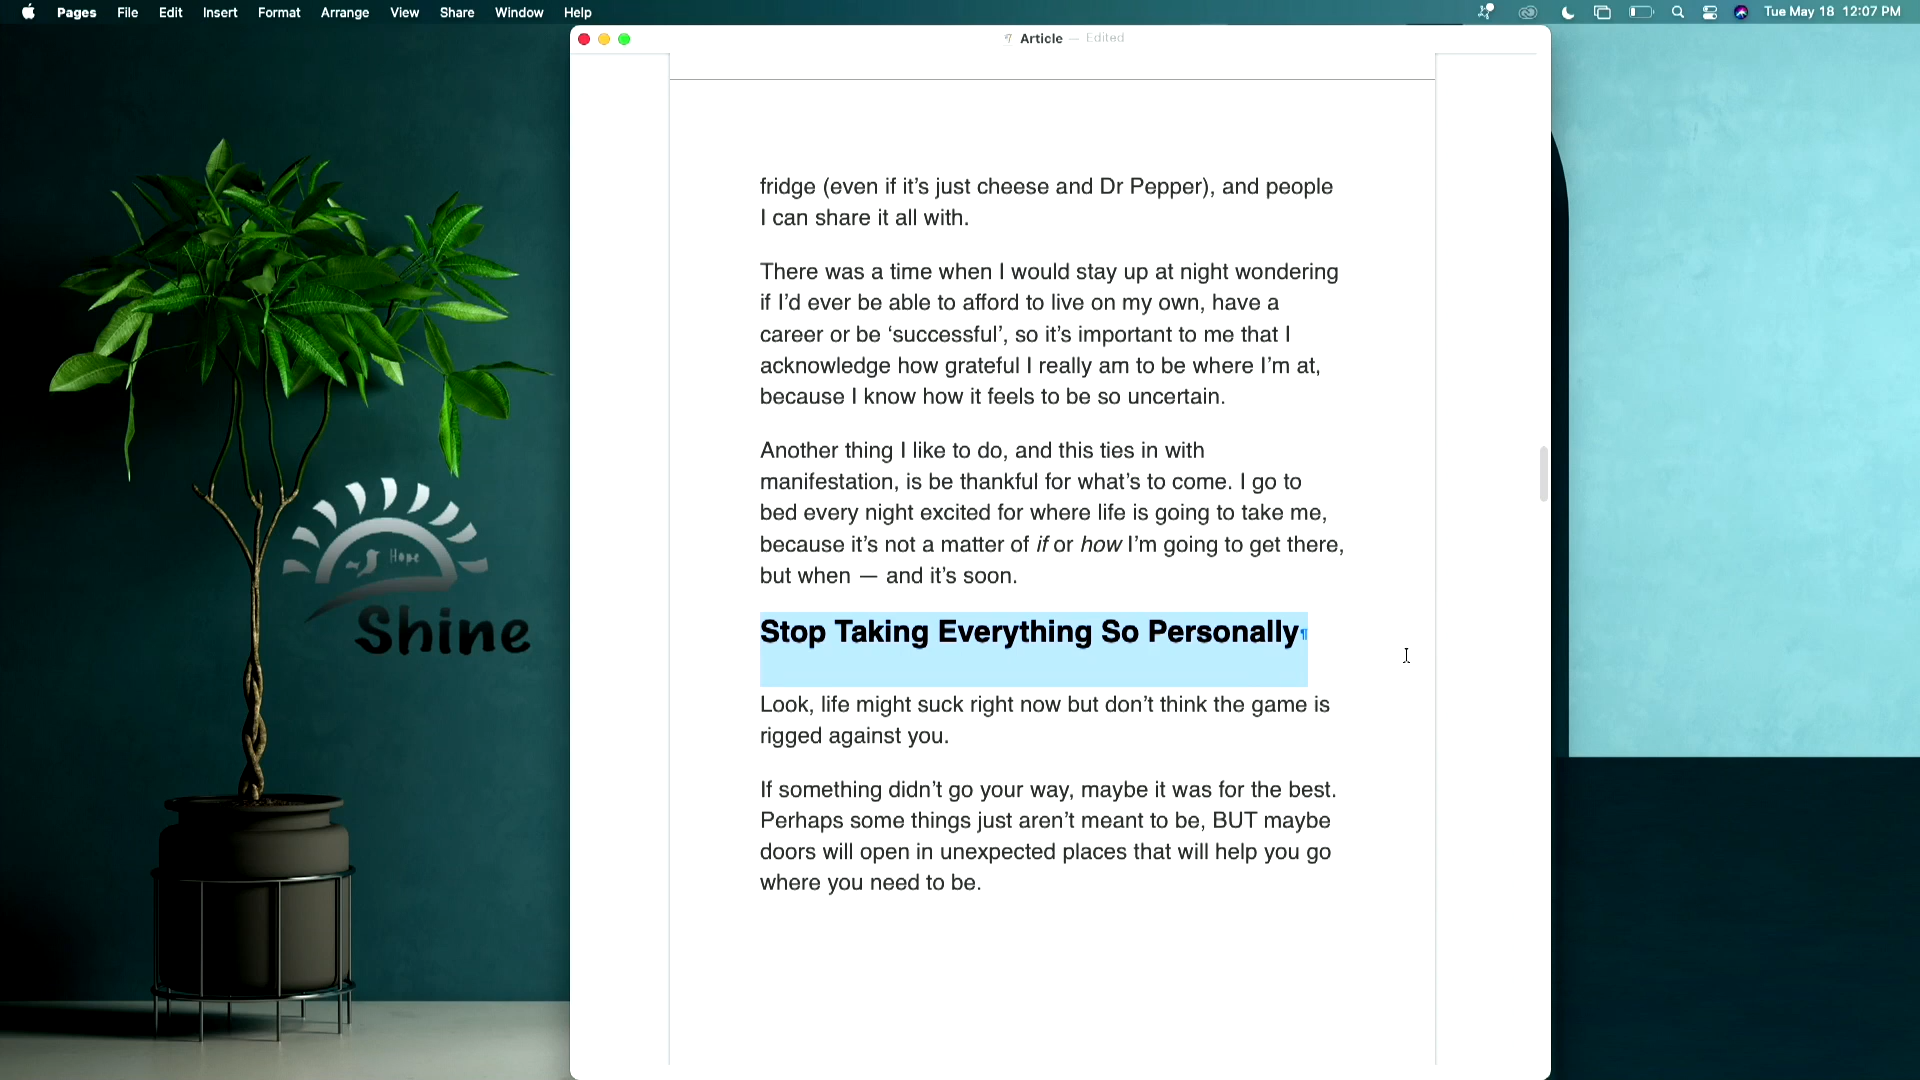 Pages File Edit Insert Format Arrange View Share Window Help
Tue May 18 12:07 PM
Article — Edited
fridge (even if it’s just cheese and Dr Pepper), and people
I can share it all with.
There was a time when I would stay up at night wondering
if I’d ever be able to afford to live on my own, have a
career or be ‘successful’, so it’s important to me that I
acknowledge how grateful I really am to be where I’m at,
because I know how it feels to be so uncertain.
Another thing I like to do, and this ties in with
manifestation, is be thankful for what’s to come. I go to
bed every night excited for where life is going to take me,
because it’s not a matter of if or how I’m going to get there,
but when — and it’s soon.
Stop Taking Everything So Personally¶
Look, life might suck right now but don’t think the game is
rigged against you.
If something didn’t go your way, maybe it was for the best.
Perhaps some things just aren’t meant to be, BUT maybe
doors will open in unexpected places that will help you go
where you need to be.
Hope
Shine